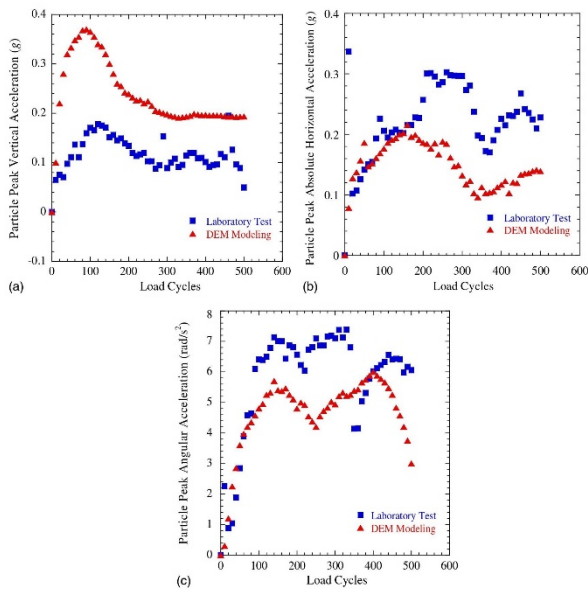 Particle Peak Vertical Acceleration (g)
0.4
0.3
0.2
0.1
0
-0.1
Laboratory Test
DEM Modeling
0 100 200 300 400 500 600
(a) Load Cycles
Particle Peak Absolute Horizontal Acceleration (g)
0.4
0.3
0.2
0.1
0
Laboratory Test
DEM Modeling
0 100 200 300 400 500 600
(b) Load Cycles
Particle Peak Angular Acceleration (rad/s²)
8
7
6
5
4
3
2
1
0
Laboratory Test
DEM Modeling
0 100 200 300 400 500 600
(c) Load Cycles